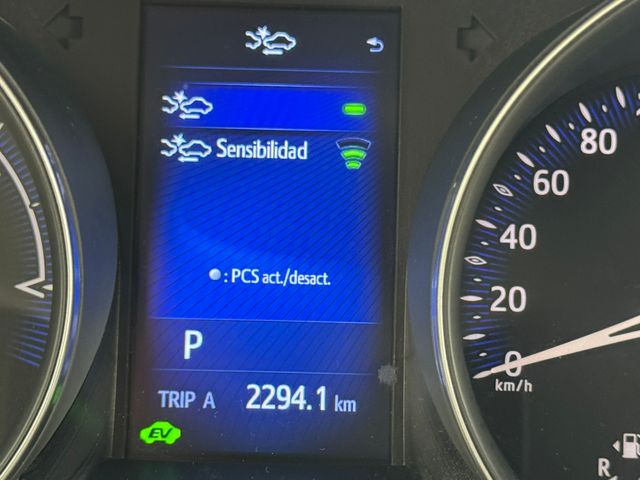 Sensibilidad
: PCS act./desact.
P
TRIP A 2294.1 km
EV
80
60
40
20
0
km/h
R